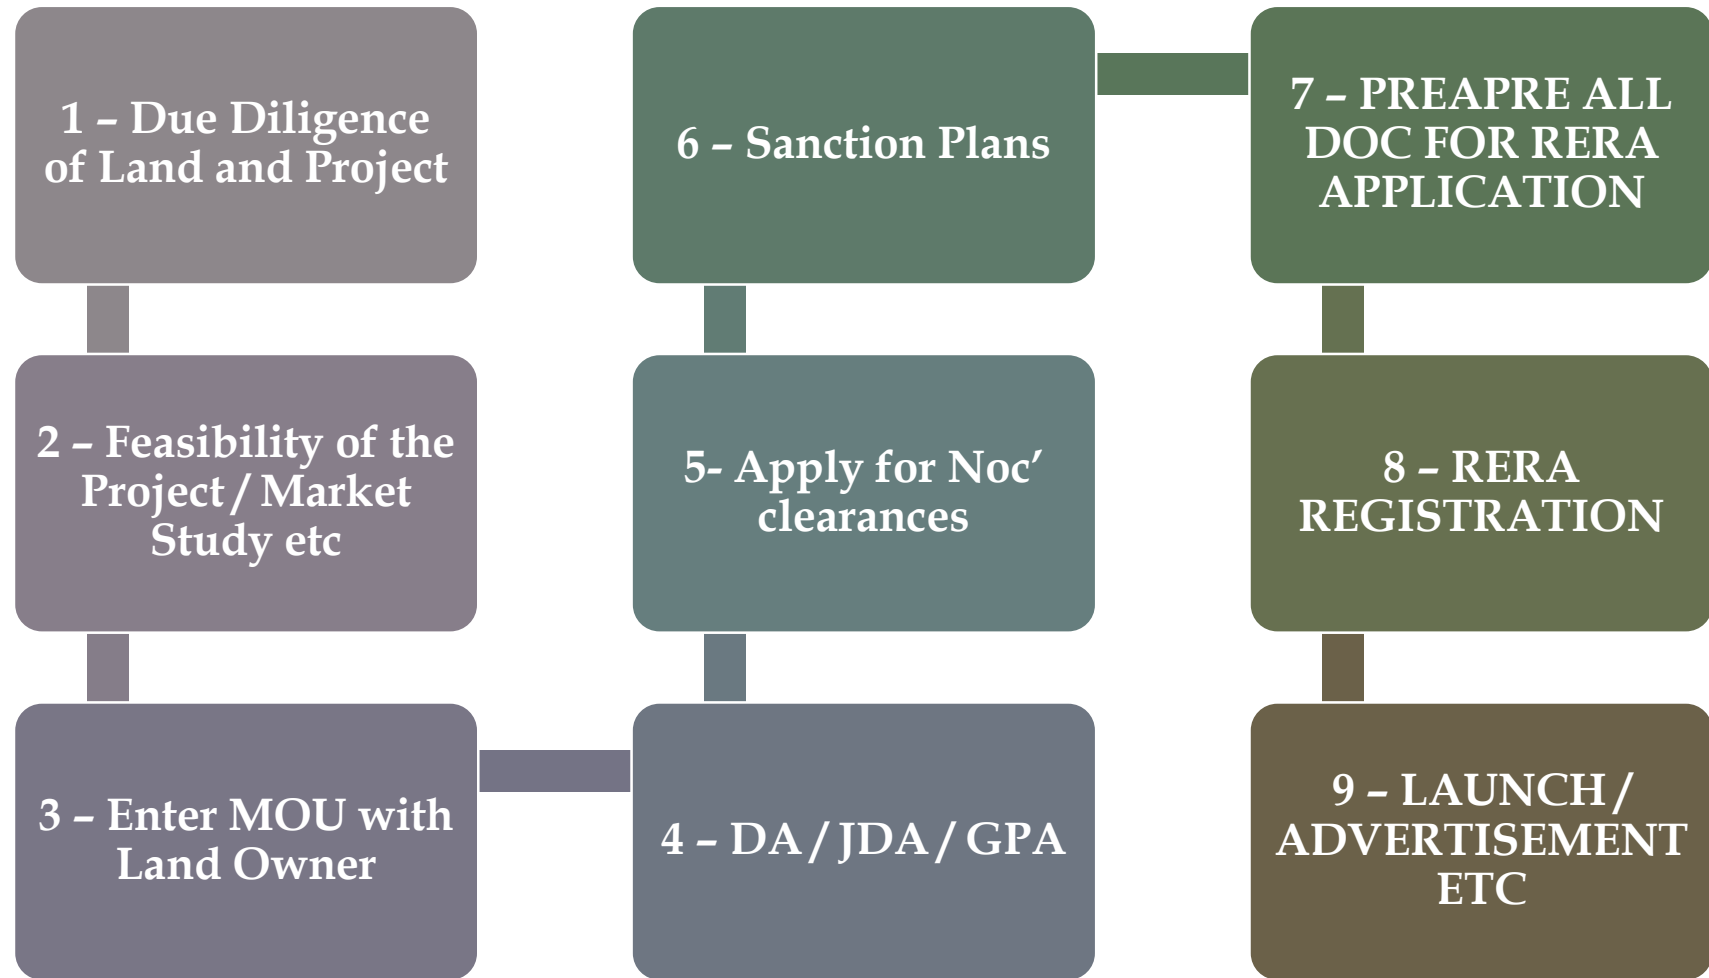 1 – Due Diligence
of Land and Project
2 – Feasibility of the
Project / Market
Study etc
3 – Enter MOU with
Land Owner
4 – DA / JDA / GPA
5- Apply for Noc’
clearances
6 – Sanction Plans
7 – PREAPRE ALL
DOC FOR RERA
APPLICATION
8 – RERA
REGISTRATION
9 – LAUNCH /
ADVERTISEMENT
ETC